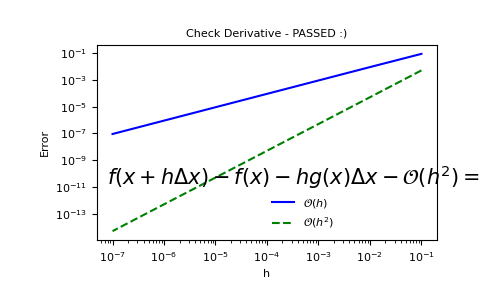 Check Derivative - PASSED :)
Error
10⁻¹
10⁻³
10⁻⁵
10⁻⁷
10⁻⁹
10⁻¹¹
10⁻¹³
f(x + hΔx) − f(x) − hg(x)Δx − 𝒪(h²) =
𝒪(h)
𝒪(h²)
10⁻⁷ 10⁻⁶ 10⁻⁵ 10⁻⁴ 10⁻³ 10⁻² 10⁻¹
h